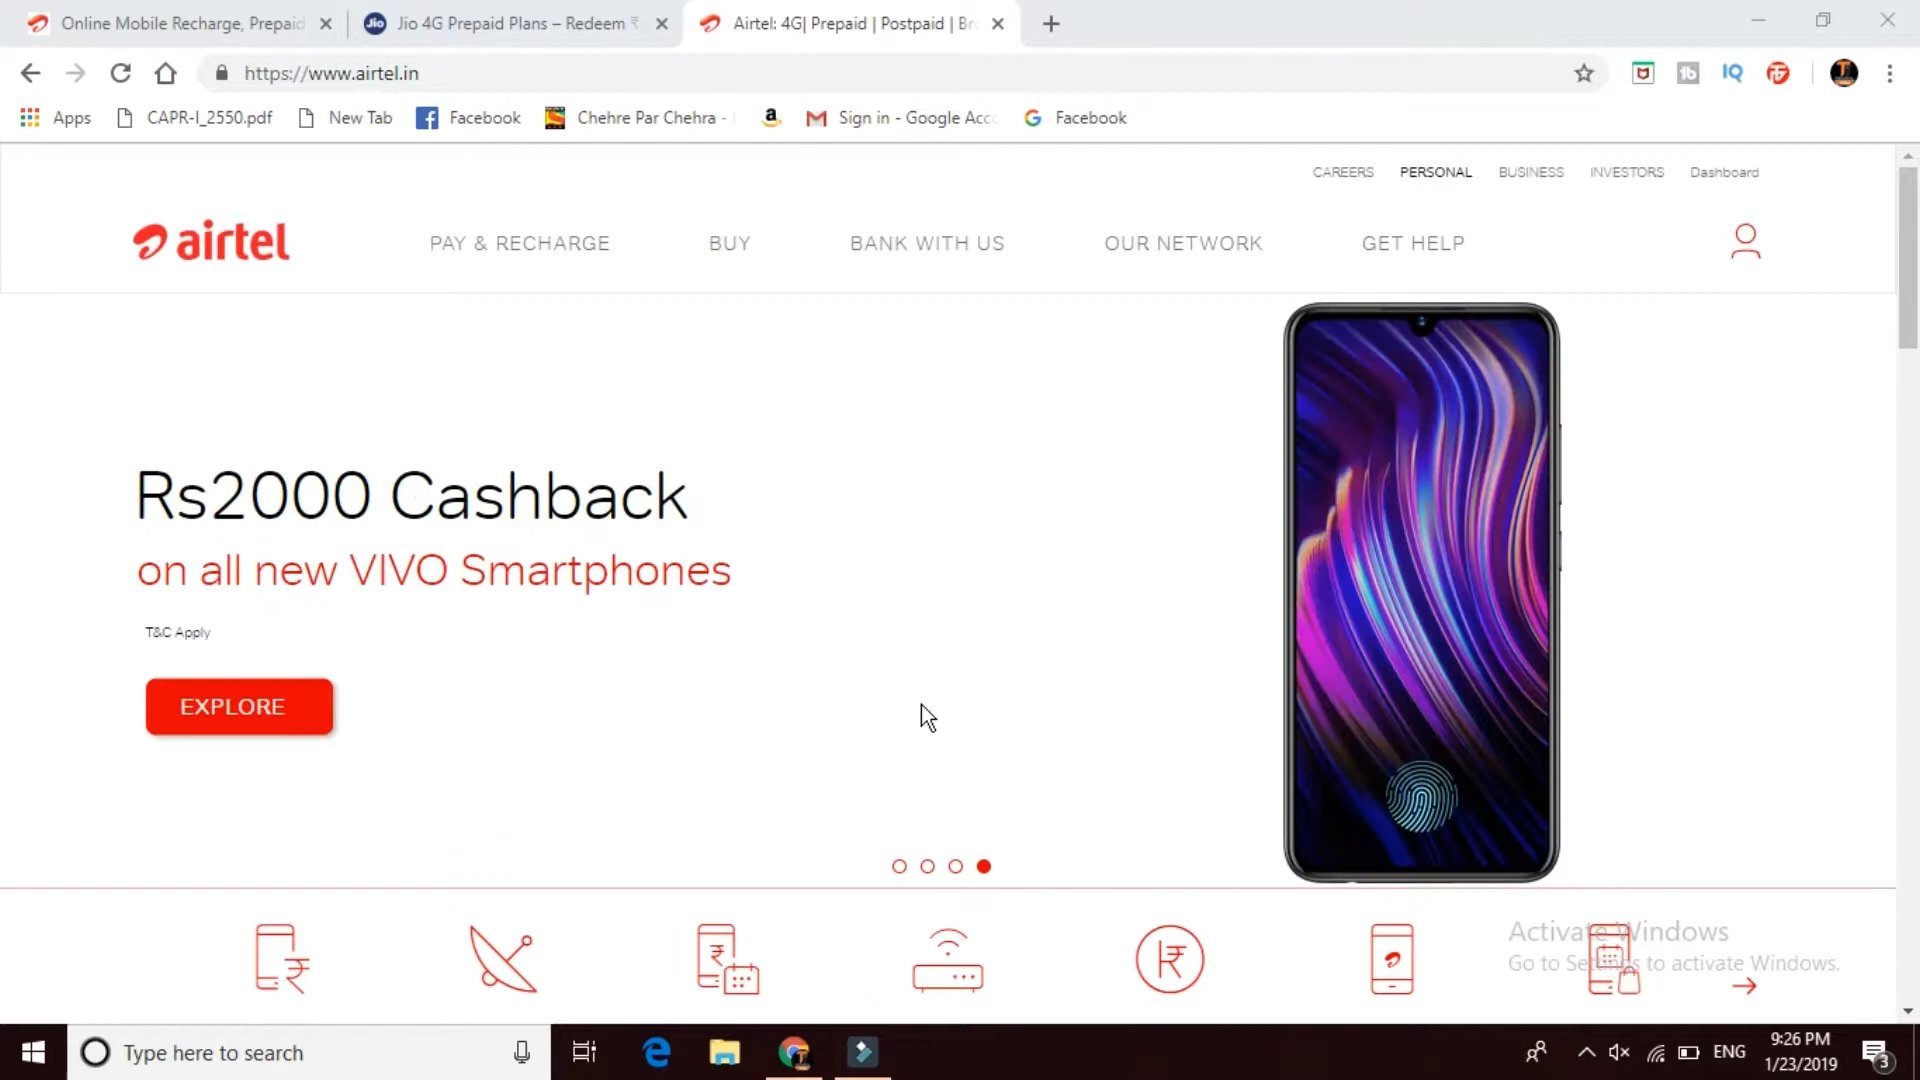 Online Mobile Recharge, Prepaid
Jio 4G Prepaid Plans – Redeem ₹
Airtel: 4G| Prepaid | Postpaid | Br
https://www.airtel.in
Apps
CAPR-I_2550.pdf
New Tab
Facebook
Chehre Par Chehra -
Sign in - Google Acc
Facebook
CAREERS
PERSONAL
BUSINESS
INVESTORS
Dashboard
airtel
PAY & RECHARGE
BUY
BANK WITH US
OUR NETWORK
GET HELP
Rs2000 Cashback
on all new VIVO Smartphones
T&C Apply
EXPLORE
Activate Windows
Go to Settings to activate Windows.
Type here to search
ENG
9:26 PM
1/23/2019
3